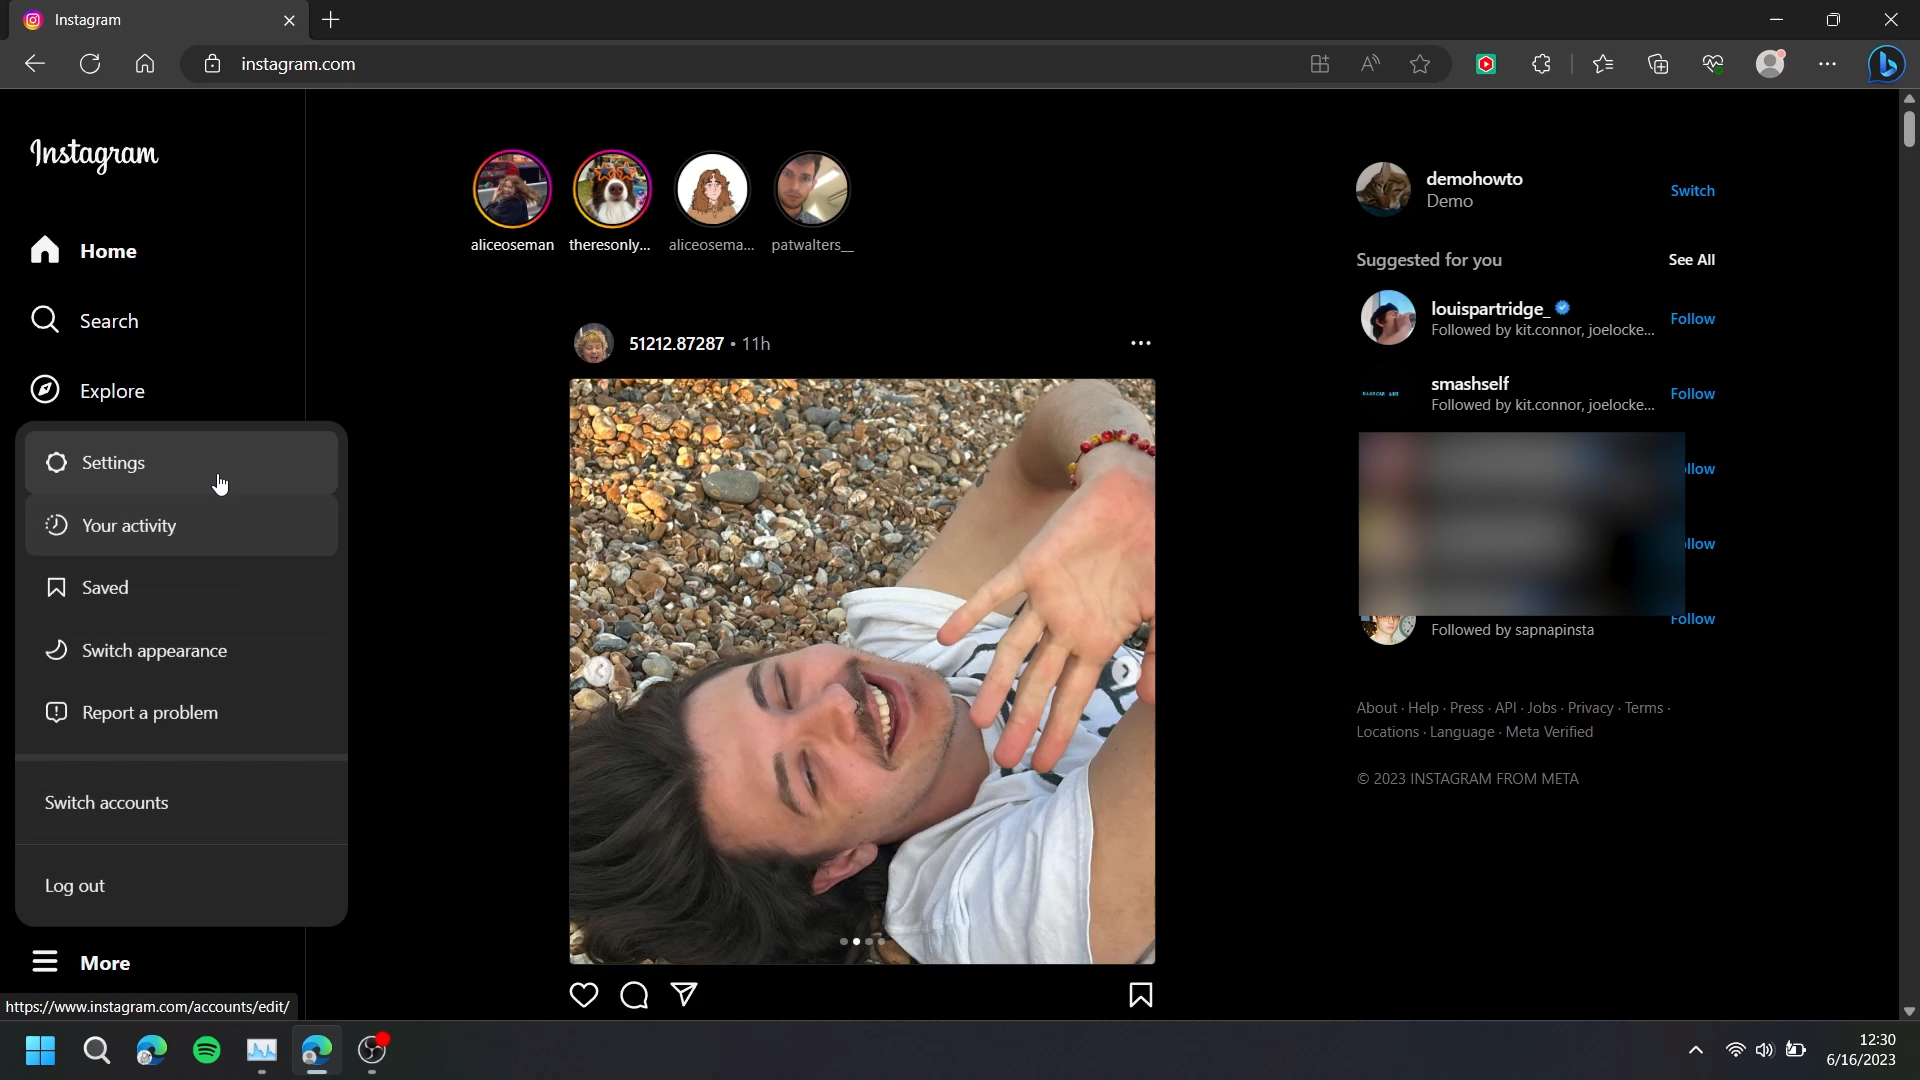 Instagram
instagram.com
Instagram
Home
Search
Explore
Settings
Your activity
Saved
Switch appearance
Report a problem
Switch accounts
Log out
More
https://www.instagram.com/accounts/edit/
aliceoseman theresonly... aliceosema... patwalters__
51212.87287 • 11h
demohowto
Demo
Switch
Suggested for you See All
louispartridge_
Followed by kit.connor, joelocke...
Follow
smashself
Followed by kit.connor, joelocke...
Follow
llow
llow
Follow
Followed by sapnapinsta
About · Help · Press · API · Jobs · Privacy · Terms ·
Locations · Language · Meta Verified
© 2023 INSTAGRAM FROM META
12:30
6/16/2023